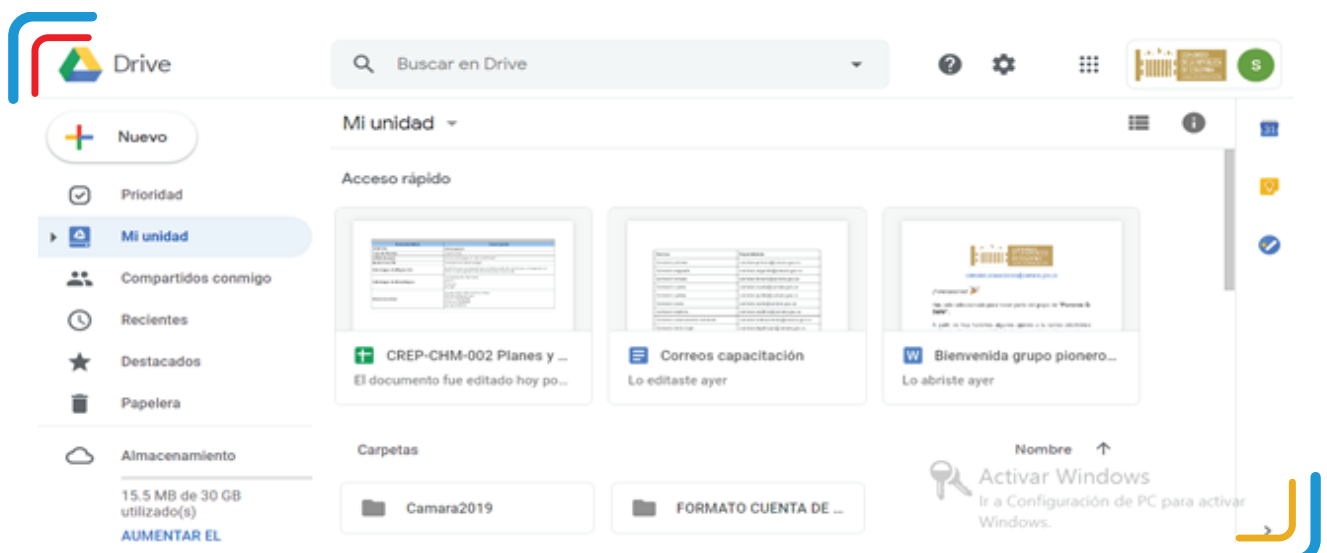 Drive
Buscar en Drive
S
Nuevo
Mi unidad
31
Prioridad
Acceso rápido
Mi unidad
Compartidos conmigo
Recientes
Destacados
Papelera
CREP-CHM-002 Planes y ...
El documento fue editado hoy po...
Correos capacitación
Lo editaste ayer
W Bienvenida grupo pionero...
Lo abriste ayer
Almacenamiento
15.5 MB de 30 GB
utilizado(s)
AUMENTAR EL
Carpetas
Nombre
Camara2019
FORMATO CUENTA DE ...
Activar Windows
Ir a Configuración de PC para activar
Windows.